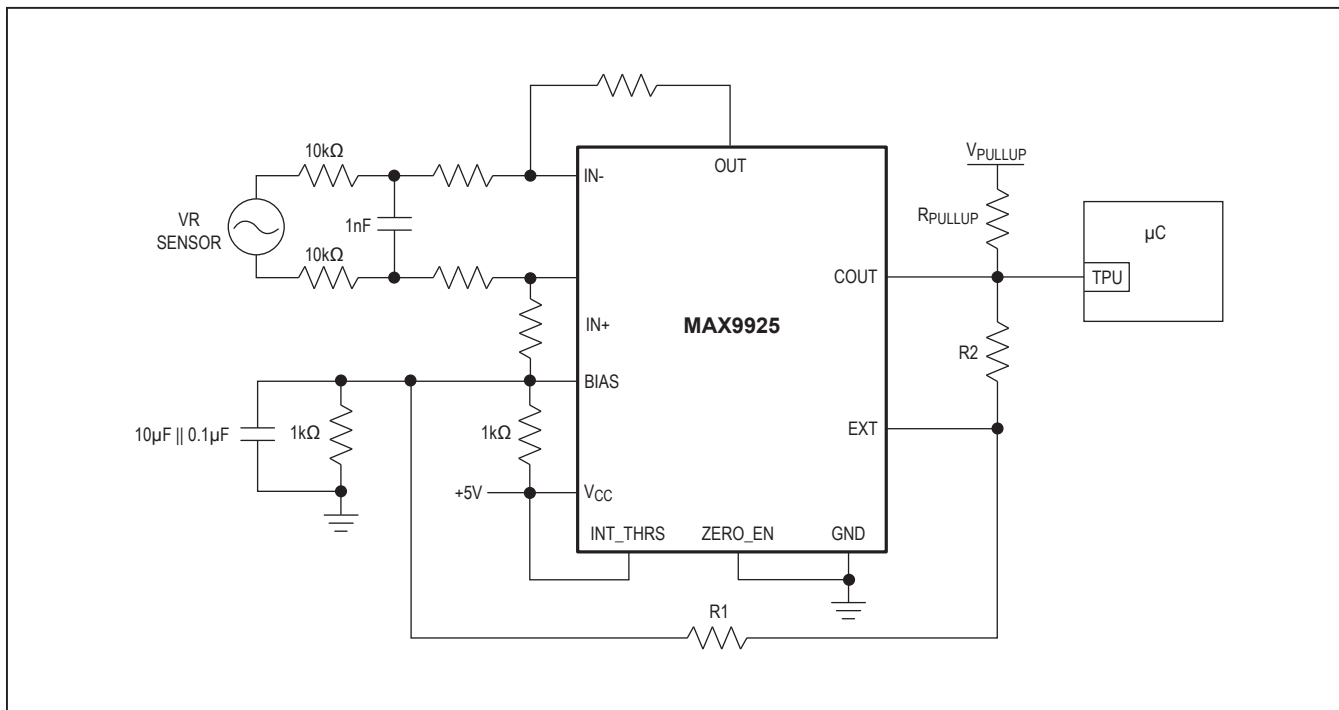 OUT
10kΩ
IN-
VR
SENSOR
1nF
10kΩ
IN+
MAX9925
BIAS
10µF || 0.1µF
1kΩ
1kΩ
+5V
VCC
INT_THRS
ZERO_EN
GND
VPULLUP
RPULLUP
µC
COUT
TPU
R2
EXT
R1